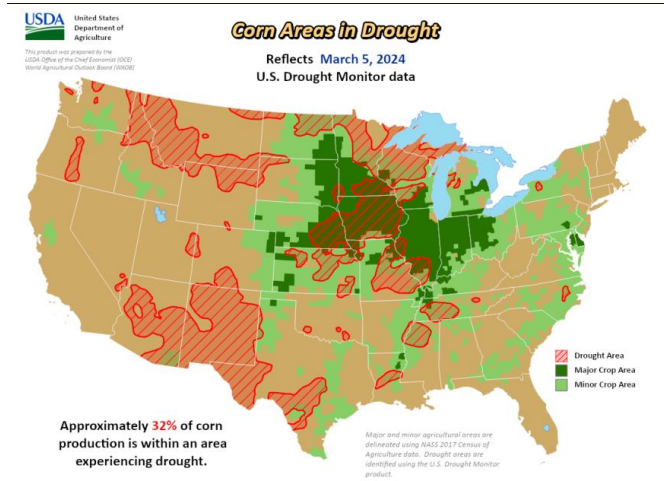 USDA
United States
Department of
Agriculture
This product was prepared by the
USDA Office of the Chief Economist (OCE)
World Agricultural Outlook Board (WAOB)
Corn Areas in Drought
Reflects March 5, 2024
U.S. Drought Monitor data
Drought Area
Major Crop Area
Minor Crop Area
Approximately 32% of corn
production is within an area
experiencing drought.
Major and minor agricultural areas are
delineated using NASS 2017 Census of
Agriculture data. Drought areas are
identified using the U.S. Drought Monitor
product.